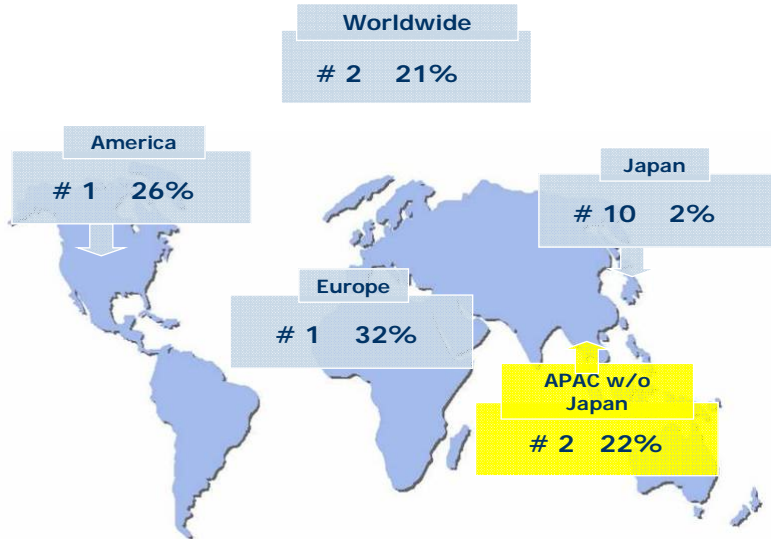 Worldwide
# 2 21%
America
# 1 26%
Japan
# 10 2%
Europe
# 1 32%
APAC w/o
Japan
# 2 22%